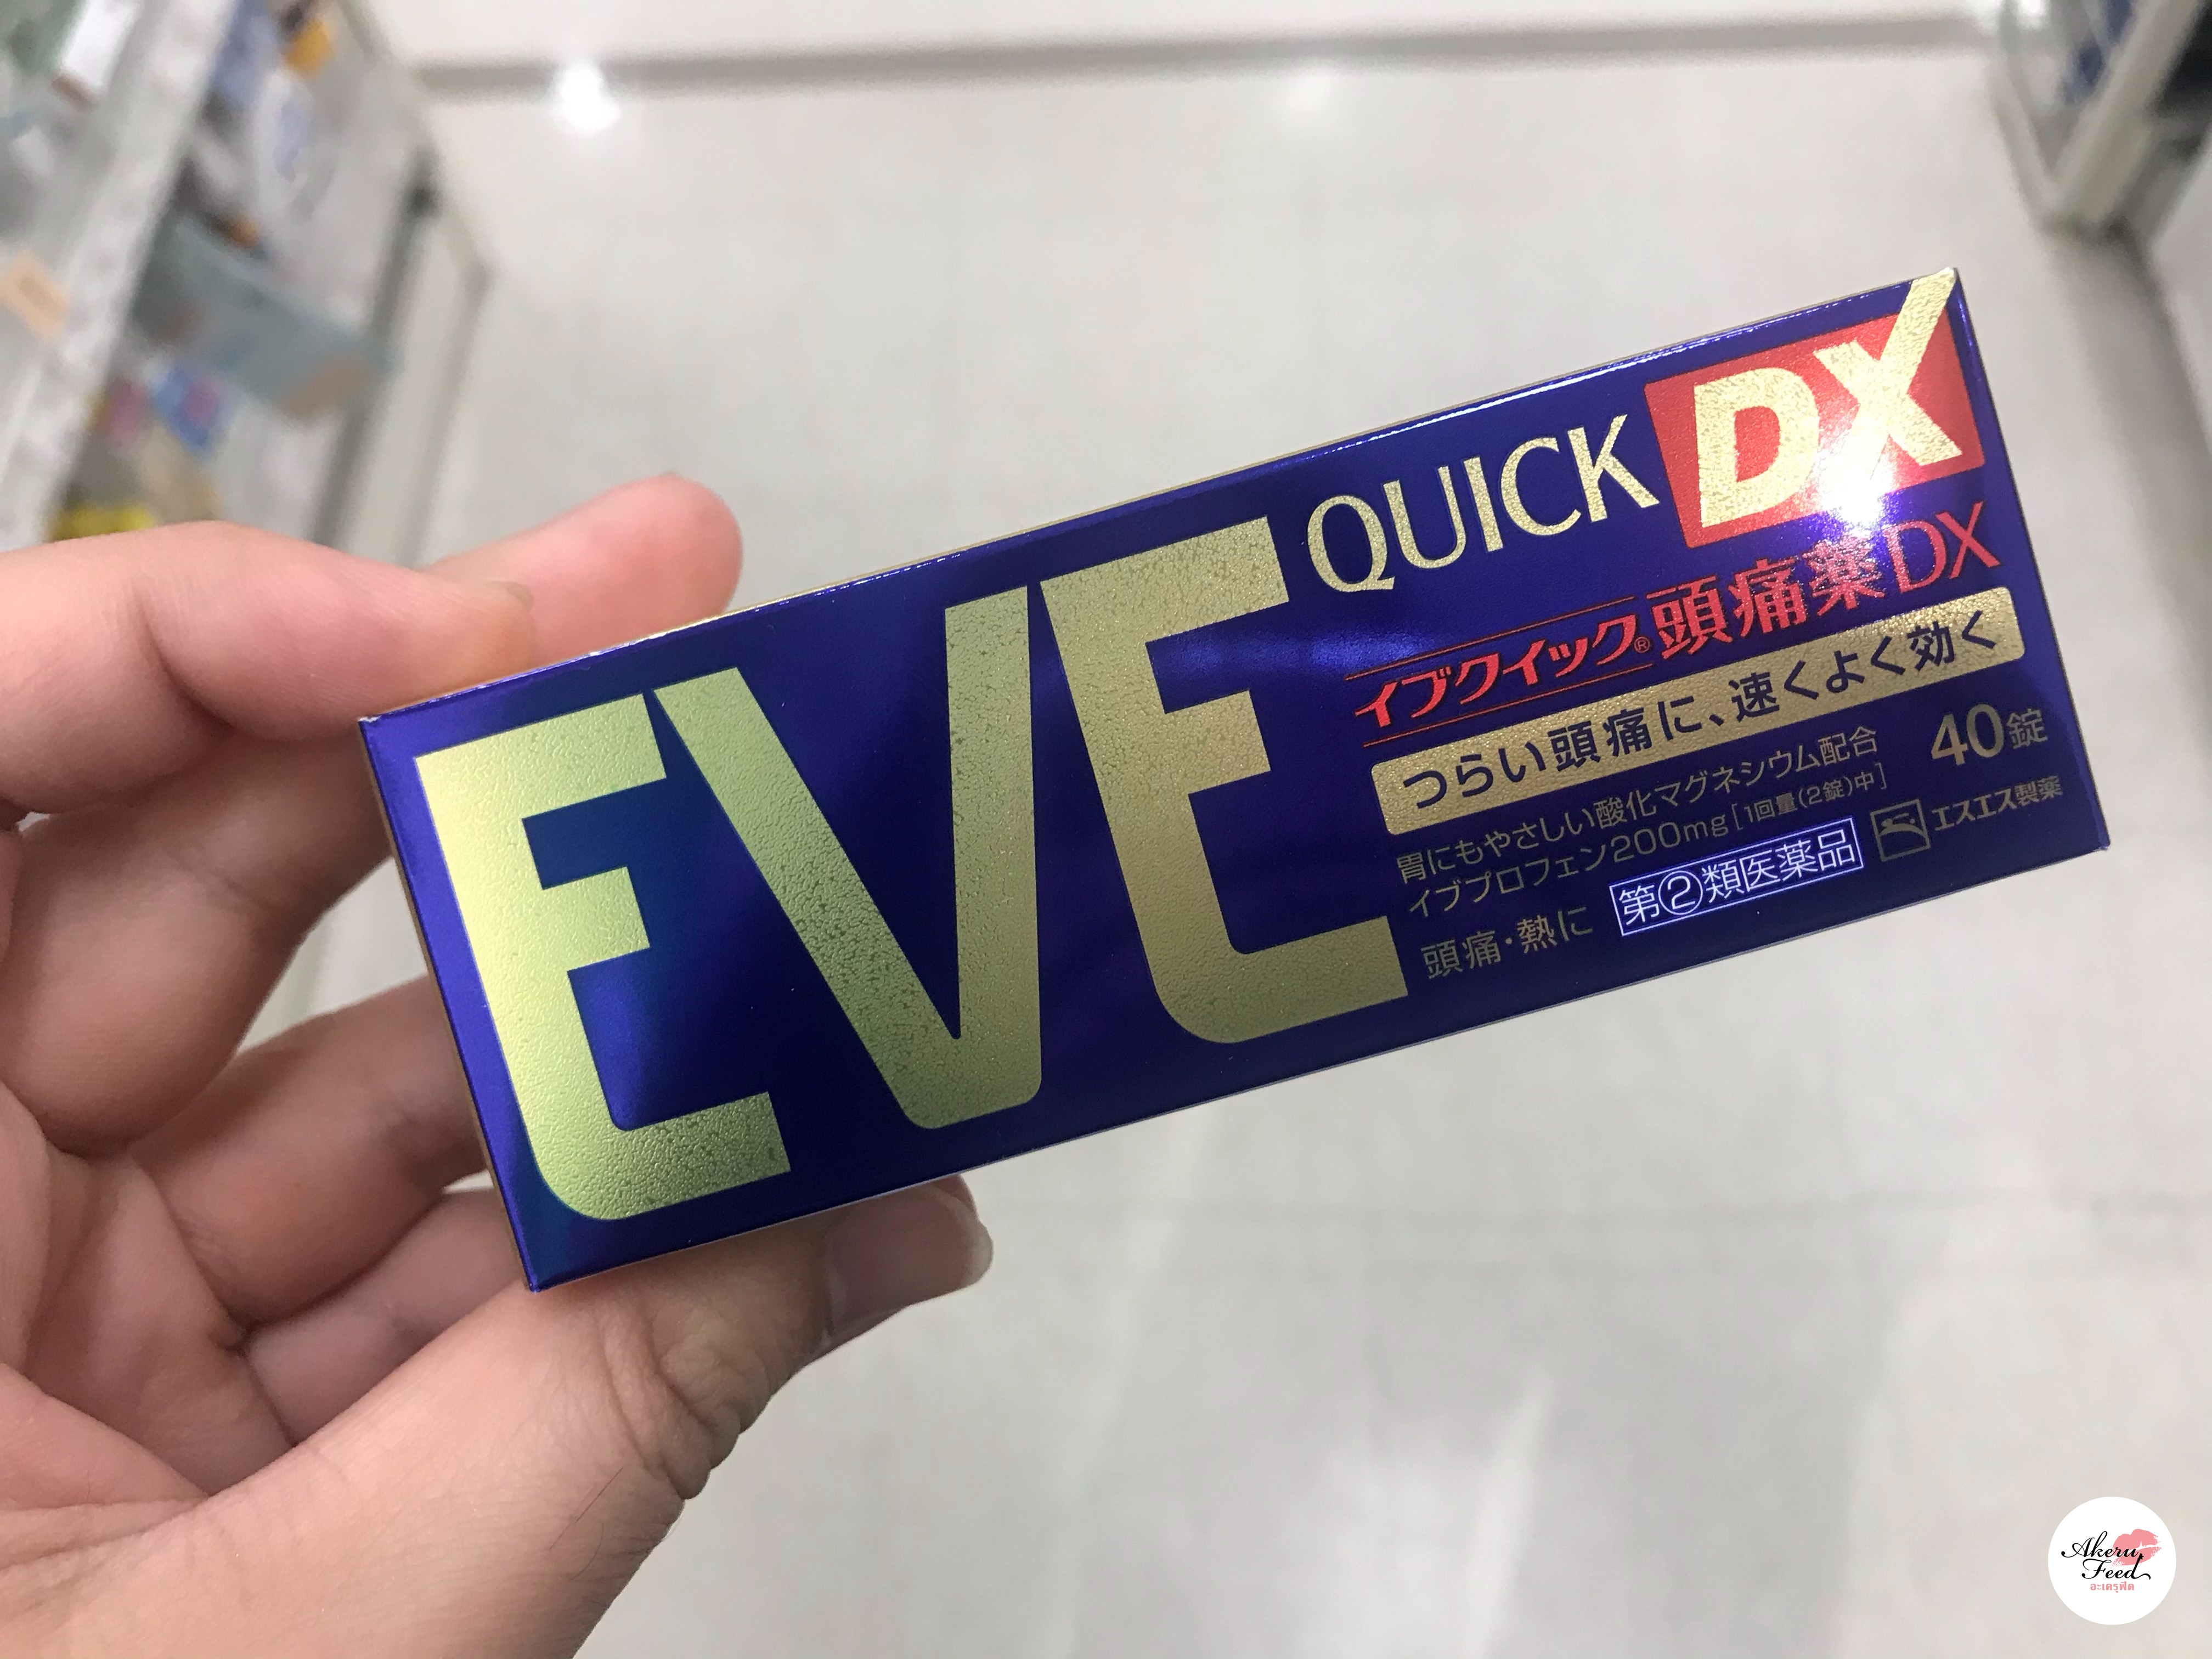 EVE
QUICK DX
イブクイック®頭痛薬DX
つらい頭痛に、速くよく効く
胃にもやさしい酸化マグネシウム配合
イブプロフェン200mg[1回量(2錠)中]
40錠
頭痛・熱に
第②類医薬品
エスエス製薬
Akeru
Feed
อะเครุฟีด